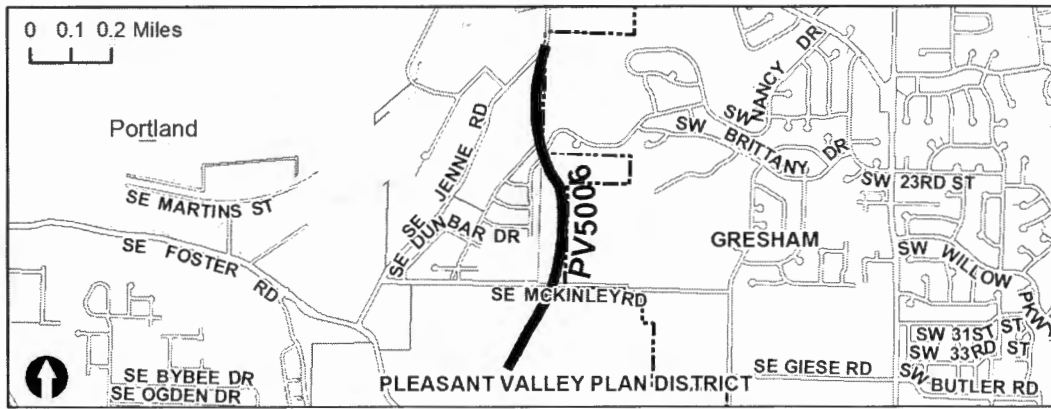 0 0.1 0.2 Miles
Portland
SE MARTINS ST
SE FOSTER RD
SE JENNE RD
SE DUNBAR DR
SW NANCY DR
SW BRITTANY DR
SW 23RD ST
PV5006
GRESHAM
SW WILLOW PKWY
SE MCKINLEY RD
SW 31ST ST
SW 33RD ST
SE GIESE RD
SE BYBEE DR
SE OGDEN DR
PLEASANT VALLEY PLAN DISTRICT
SW BUTLER RD